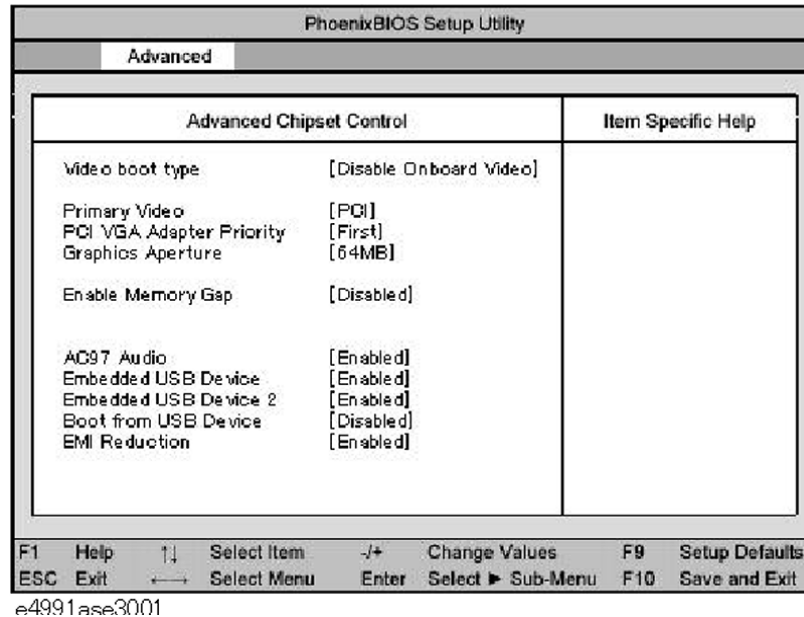 PhoenixBIOS Setup Utility
Advanced
Advanced Chipset Control
Item Specific Help
Video boot type [Disable Onboard Video]
Primary Video [PCI]
PCI VGA Adapter Priority [First]
Graphics Aperture [64MB]
Enable Memory Gap [Disabled]
AC97 Audio [Enabled]
Embedded USB Device [Enabled]
Embedded USB Device 2 [Enabled]
Boot from USB Device [Disabled]
EMI Reduction [Enabled]
F1 Help ↑↓ Select Item -/+ Change Values F9 Setup Defaults
ESC Exit ←→ Select Menu Enter Select ▶ Sub-Menu F10 Save and Exit
e4991ase3001